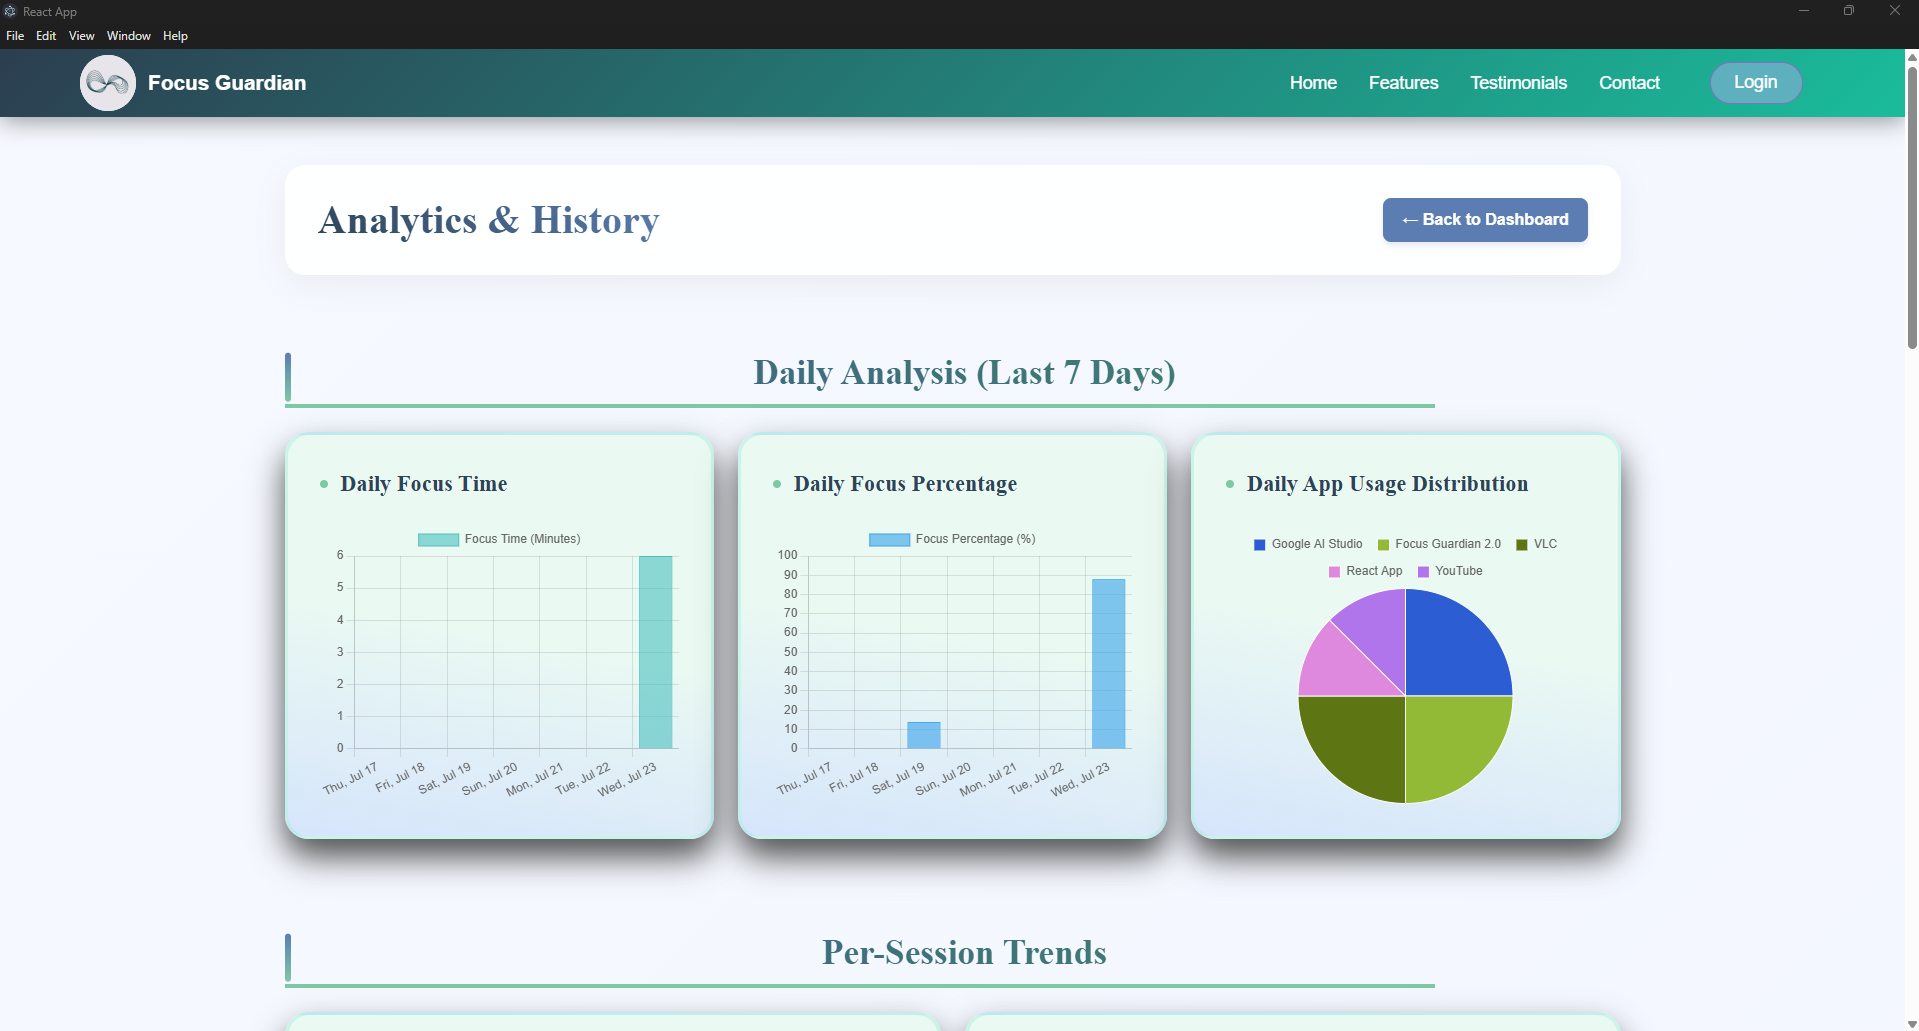 React App
File Edit View Window Help
Focus Guardian
Home Features Testimonials Contact Login
Analytics & History
← Back to Dashboard
Daily Analysis (Last 7 Days)
Daily Focus Time
Focus Time (Minutes)
6
5
4
3
2
1
0
Thu, Jul 17 Fri, Jul 18 Sat, Jul 19 Sun, Jul 20 Mon, Jul 21 Tue, Jul 22 Wed, Jul 23
Daily Focus Percentage
Focus Percentage (%)
100
90
80
70
60
50
40
30
20
10
0
Thu, Jul 17 Fri, Jul 18 Sat, Jul 19 Sun, Jul 20 Mon, Jul 21 Tue, Jul 22 Wed, Jul 23
Daily App Usage Distribution
Google AI Studio Focus Guardian 2.0 VLC
React App YouTube
Per-Session Trends